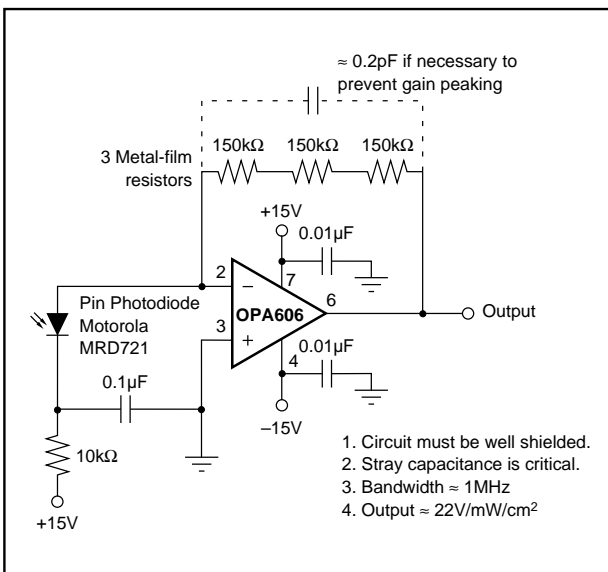 ≈ 0.2pF if necessary to
prevent gain peaking
3 Metal-film
resistors
150kΩ
150kΩ
150kΩ
+15V
0.01µF
7
2
−
OPA606
6
Output
3
+
Pin Photodiode
Motorola
MRD721
0.01µF
4
0.1µF
–15V
10kΩ
+15V
1. Circuit must be well shielded.
2. Stray capacitance is critical.
3. Bandwidth ≈ 1MHz
4. Output ≈ 22V/mW/cm²